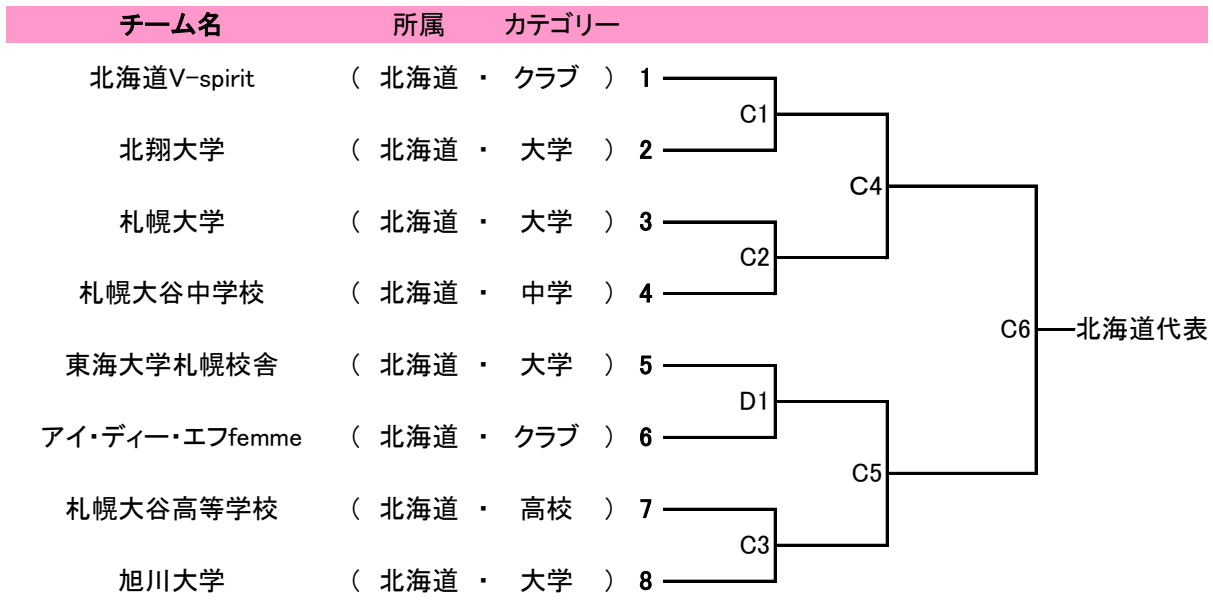 チーム名 所属 カテゴリー
北海道V-spirit ( 北海道 ・ クラブ ) 1
C1
北翔大学 ( 北海道 ・ 大学 ) 2
C4
札幌大学 ( 北海道 ・ 大学 ) 3
C2
札幌大谷中学校 ( 北海道 ・ 中学 ) 4
C6 北海道代表
東海大学札幌校舎 ( 北海道 ・ 大学 ) 5
D1
アイ・ディー・エフfemme ( 北海道 ・ クラブ ) 6
C5
札幌大谷高等学校 ( 北海道 ・ 高校 ) 7
C3
旭川大学 ( 北海道 ・ 大学 ) 8